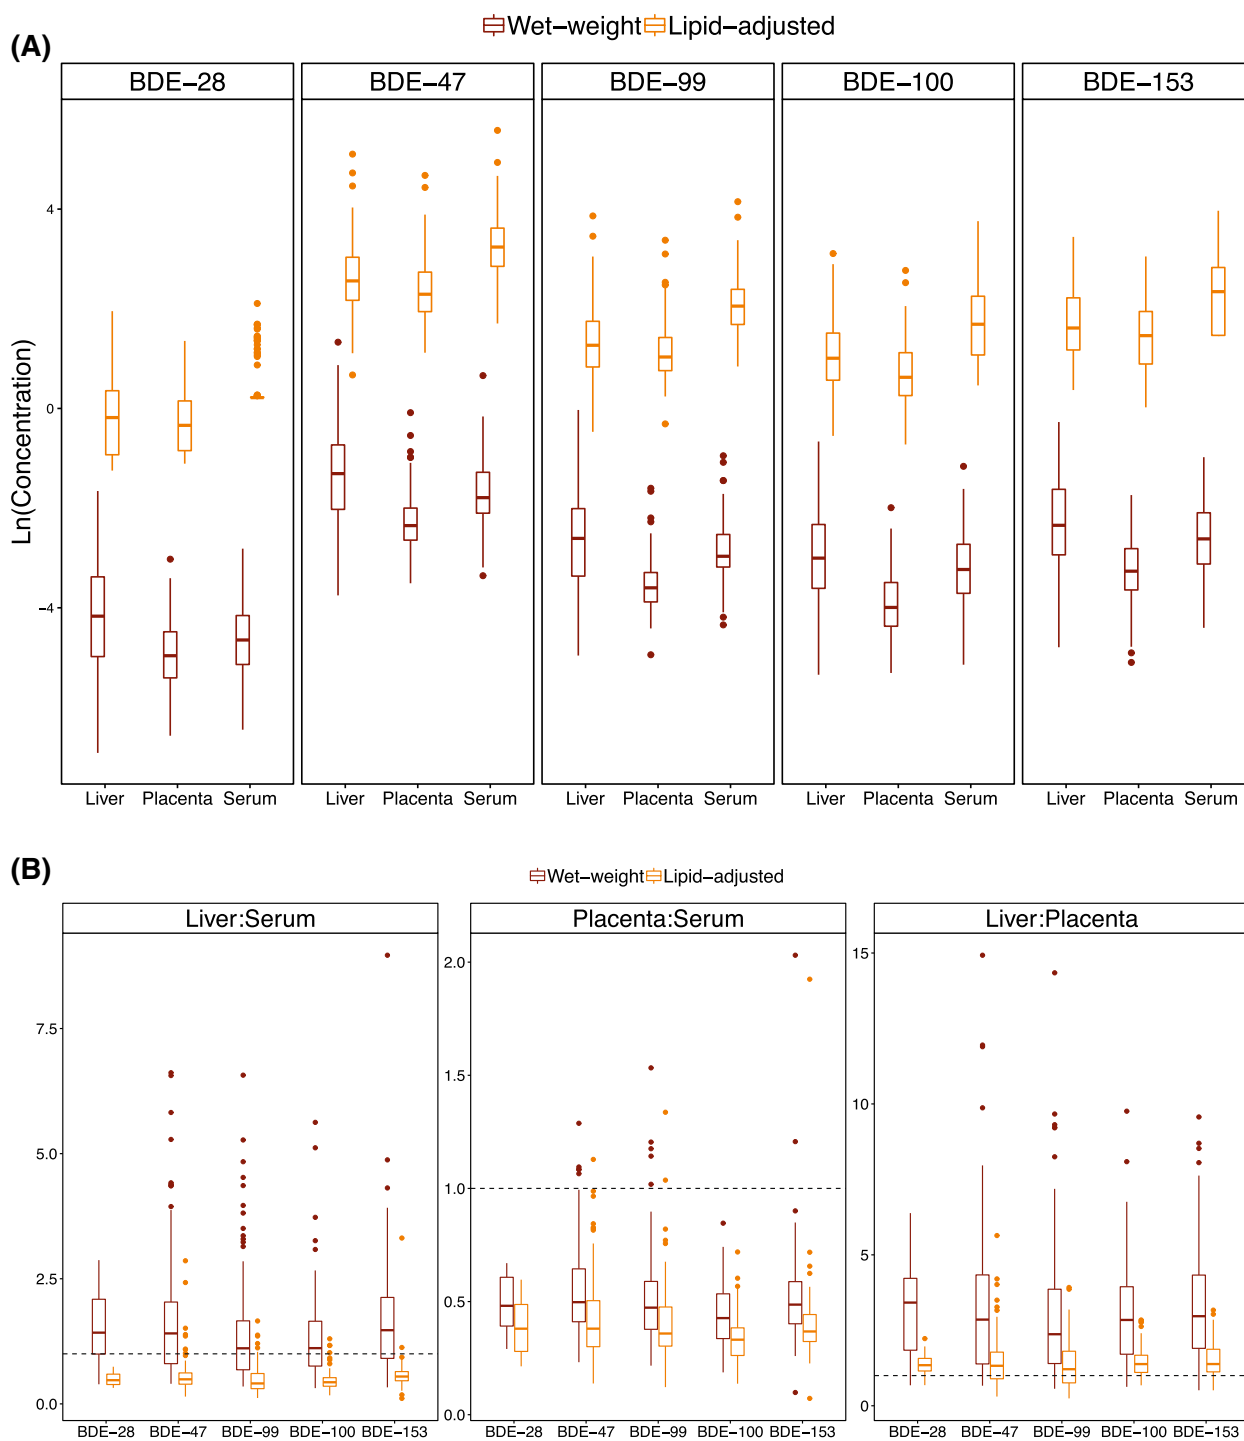 (A)
Wet−weight Lipid−adjusted
BDE−28 BDE−47 BDE−99 BDE−100 BDE−153
Ln(Concentration)
4
0
−4
Liver Placenta Serum Liver Placenta Serum Liver Placenta Serum Liver Placenta Serum Liver Placenta Serum
(B)
Wet−weight Lipid−adjusted
Liver:Serum Placenta:Serum Liver:Placenta
7.5
5.0
2.5
0.0
2.0
1.5
1.0
0.5
0.0
15
10
5
0
BDE−28 BDE−47 BDE−99 BDE−100 BDE−153 BDE−28 BDE−47 BDE−99 BDE−100 BDE−153 BDE−28 BDE−47 BDE−99 BDE−100 BDE−153